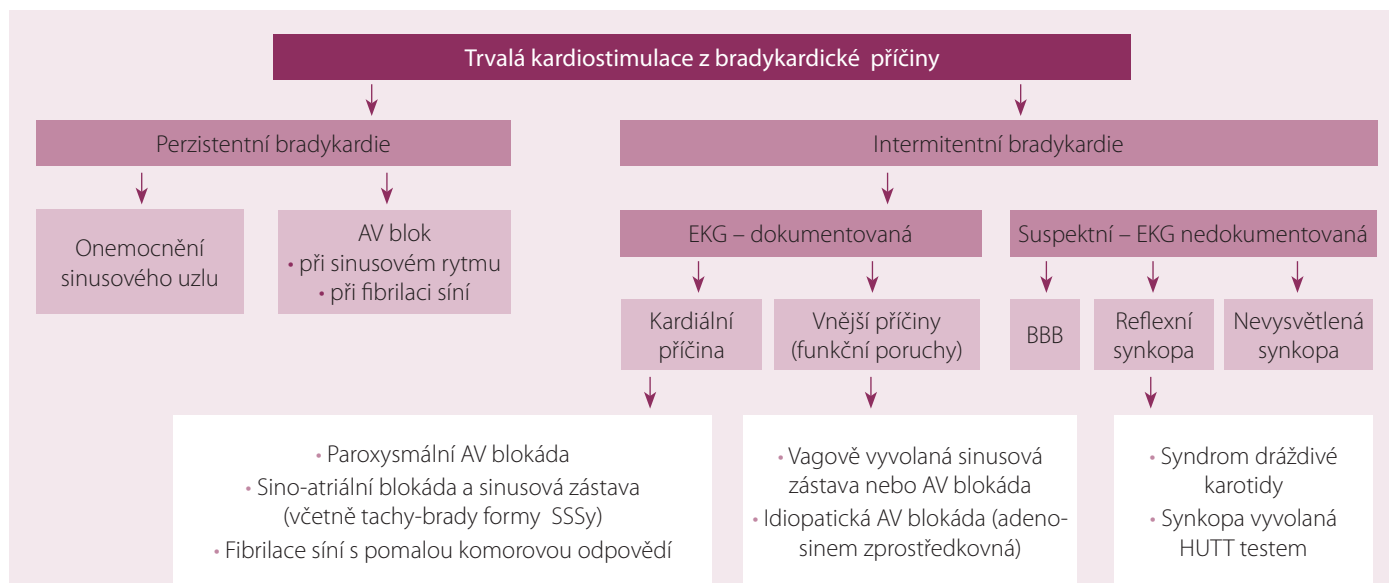 Trvalá kardiostimulace z bradykardické příčiny
Perzistentní bradykardie
Intermitentní bradykardie
Onemocnění
sinusového uzlu
AV blok
• při sinusovém rytmu
• při fibrilaci síní
EKG – dokumentovaná
Suspektní – EKG nedokumentovaná
Kardiální
příčina
Vnější příčiny
(funkční poruchy)
BBB
Reflexní
synkopa
Nevysvětlená
synkopa
• Paroxysmální AV blokáda
• Sino-atriální blokáda a sinusová zástava
(včetně tachy-brady formy SSSy)
• Fibrilace síní s pomalou komorovou odpovědí
• Vagově vyvolaná sinusová
zástava nebo AV blokáda
• Idiopatická AV blokáda (adeno-
sinem zprostředkovná)
• Syndrom dráždivé
karotidy
• Synkopa vyvolaná
HUTT testem